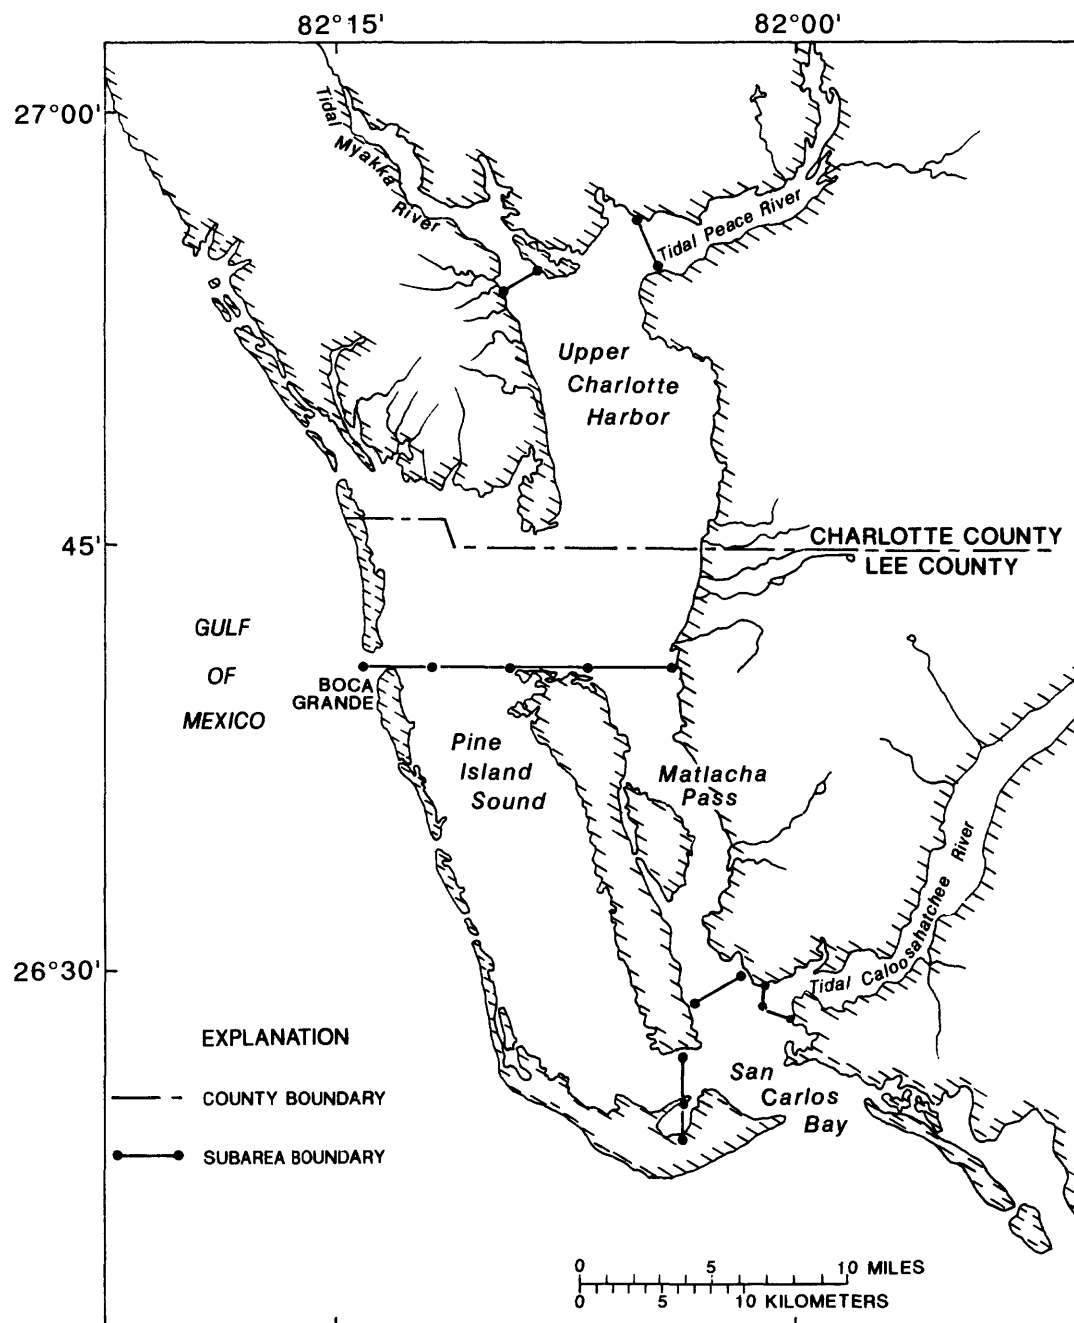 82°15'
82°00'
27°00'
Tidal Myakka River
Tidal Peace River
Upper
Charlotte
Harbor
45'
CHARLOTTE COUNTY
LEE COUNTY
GULF
OF
MEXICO
BOCA
GRANDE
Pine
Island
Sound
Matlacha
Pass
Tidal Caloosahatchee River
26°30'
EXPLANATION
COUNTY BOUNDARY
SUBAREA BOUNDARY
San
Carlos
Bay
0 5 10 MILES
0 5 10 KILOMETERS